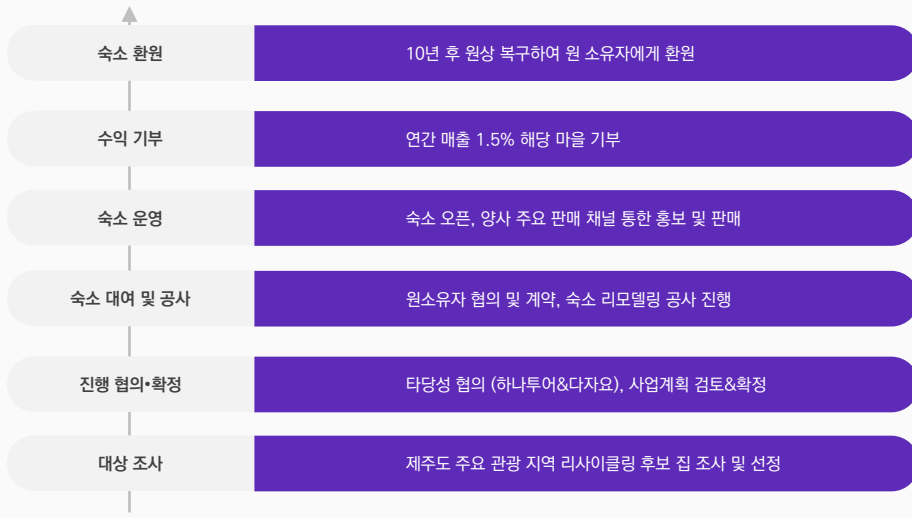 숙소 환원
10년 후 원상 복구하여 원 소유자에게 환원
수익 기부
연간 매출 1.5% 해당 마을 기부
숙소 운영
숙소 오픈, 양사 주요 판매 채널 통한 홍보 및 판매
숙소 대여 및 공사
원소유자 협의 및 계약, 숙소 리모델링 공사 진행
진행 협의•확정
타당성 협의 (하나투어&다자요), 사업계획 검토&확정
대상 조사
제주도 주요 관광 지역 리사이클링 후보 집 조사 및 선정